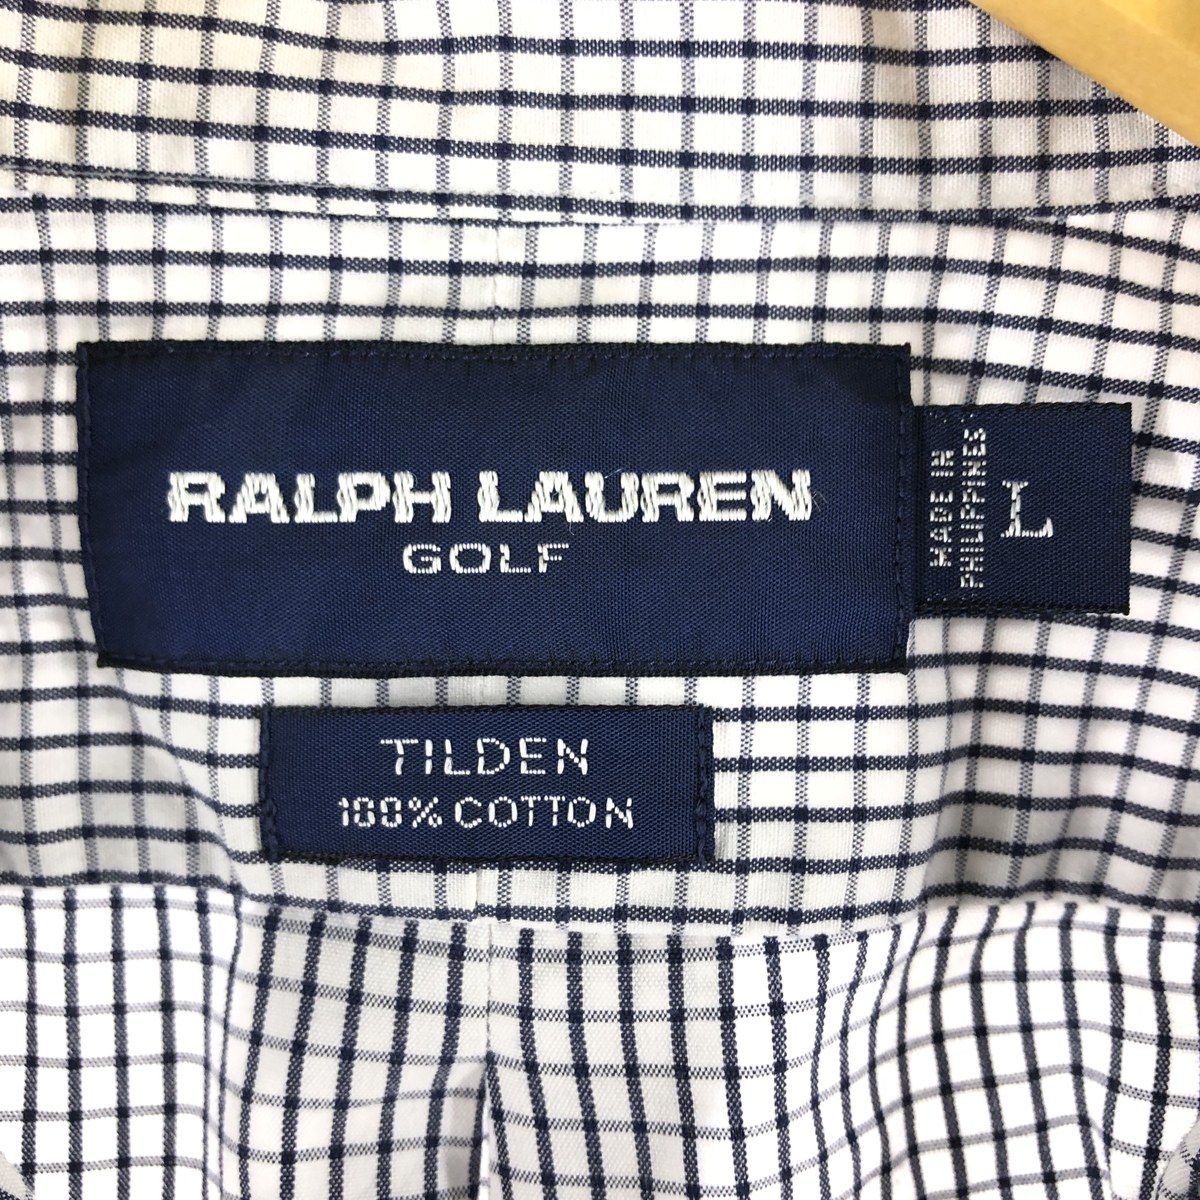 RALPH LAUREN
GOLF
MADE IN
PHILIPPINES
L
TILDEN
100% COTTON